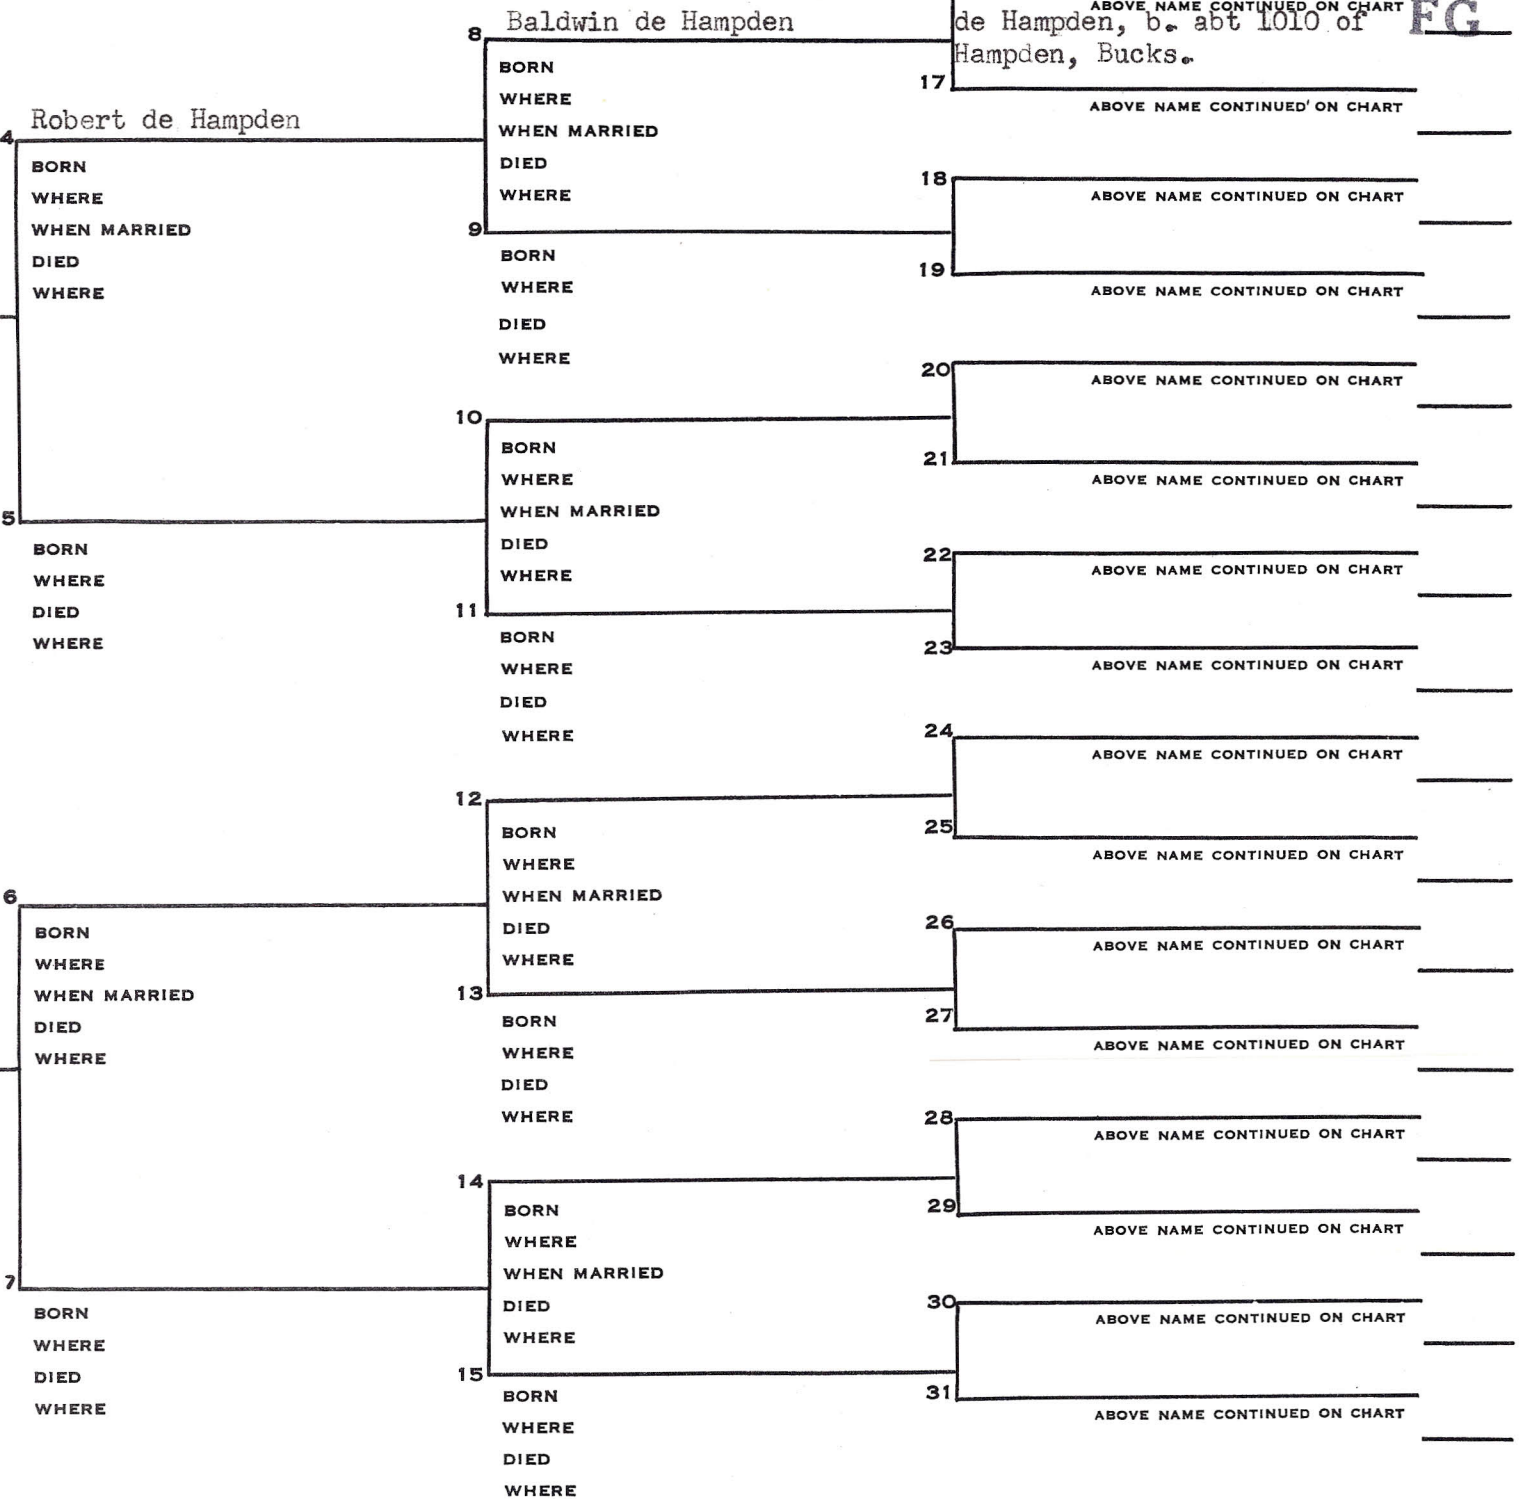 ABOVE NAME CONTINUED ON CHART
FG
8 Baldwin de Hampden
de Hampden, b. abt 1010 of
Hampden, Bucks.
BORN
WHERE
WHEN MARRIED
DIED
WHERE
17
ABOVE NAME CONTINUED ON CHART
4 Robert de Hampden
BORN
WHERE
WHEN MARRIED
DIED
WHERE
18
ABOVE NAME CONTINUED ON CHART
9
BORN
WHERE
DIED
WHERE
19
ABOVE NAME CONTINUED ON CHART
20
ABOVE NAME CONTINUED ON CHART
10
BORN
WHERE
WHEN MARRIED
DIED
WHERE
21
ABOVE NAME CONTINUED ON CHART
5
BORN
WHERE
DIED
WHERE
22
ABOVE NAME CONTINUED ON CHART
11
BORN
WHERE
DIED
WHERE
23
ABOVE NAME CONTINUED ON CHART
24
ABOVE NAME CONTINUED ON CHART
12
BORN
WHERE
WHEN MARRIED
DIED
WHERE
25
ABOVE NAME CONTINUED ON CHART
6
BORN
WHERE
WHEN MARRIED
DIED
WHERE
26
ABOVE NAME CONTINUED ON CHART
13
BORN
WHERE
DIED
WHERE
27
ABOVE NAME CONTINUED ON CHART
28
ABOVE NAME CONTINUED ON CHART
14
BORN
WHERE
WHEN MARRIED
DIED
WHERE
29
ABOVE NAME CONTINUED ON CHART
7
BORN
WHERE
DIED
WHERE
30
ABOVE NAME CONTINUED ON CHART
15
BORN
WHERE
DIED
WHERE
31
ABOVE NAME CONTINUED ON CHART